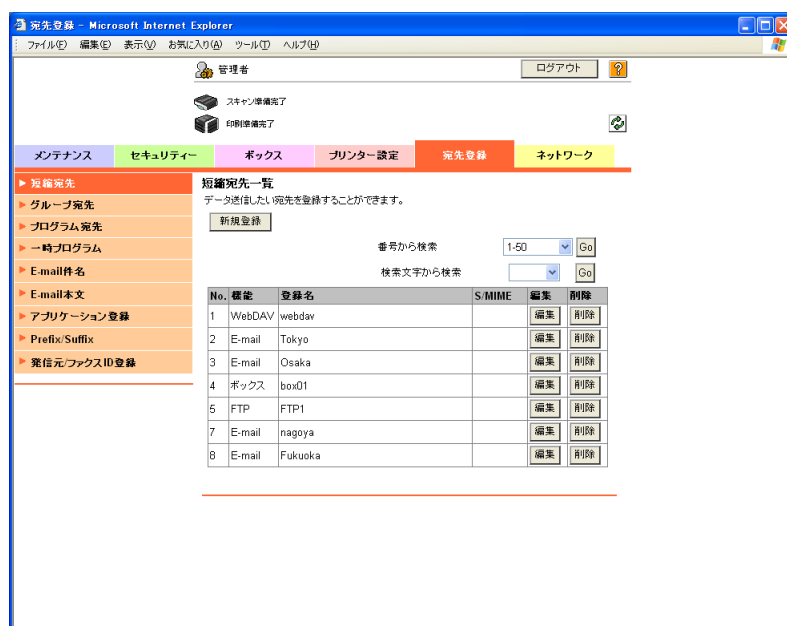 宛先登録 - Microsoft Internet Explorer
ファイル(F) 編集(E) 表示(V) お気に入り(A) ツール(T) ヘルプ(H)
管理者 ログアウト ?
スキャン準備完了
印刷準備完了
メンテナンス セキュリティー ボックス プリンター設定 宛先登録 ネットワーク
短縮宛先
グループ宛先
プログラム宛先
一時プログラム
E-mail件名
E-mail本文
アプリケーション登録
Prefix/Suffix
発信元/ファクスID登録
短縮宛先一覧
データ送信したい宛先を登録することができます。
新規登録
番号から検索 1-50 Go
検索文字から検索 Go
No. 機能 登録名 S/MIME 編集 削除
1 WebDAV webdav 編集 削除
2 E-mail Tokyo 編集 削除
3 E-mail Osaka 編集 削除
4 ボックス box01 編集 削除
5 FTP FTP1 編集 削除
7 E-mail nagoya 編集 削除
8 E-mail Fukuoka 編集 削除